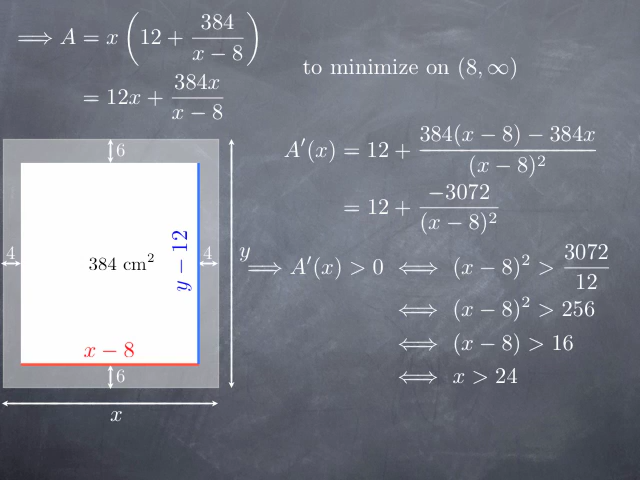 ⟹ A = x (12 + 384/(x − 8))
= 12x + 384x/(x − 8)
to minimize on (8, ∞)
A′(x) = 12 + (384(x − 8) − 384x)/(x − 8)²
= 12 + −3072/(x − 8)²
⟹ A′(x) > 0 ⟺ (x − 8)² > 3072/12
⟺ (x − 8)² > 256
⟺ (x − 8) > 16
⟺ x > 24
6
4
384 cm²
y − 12
4
y
x − 8
6
x